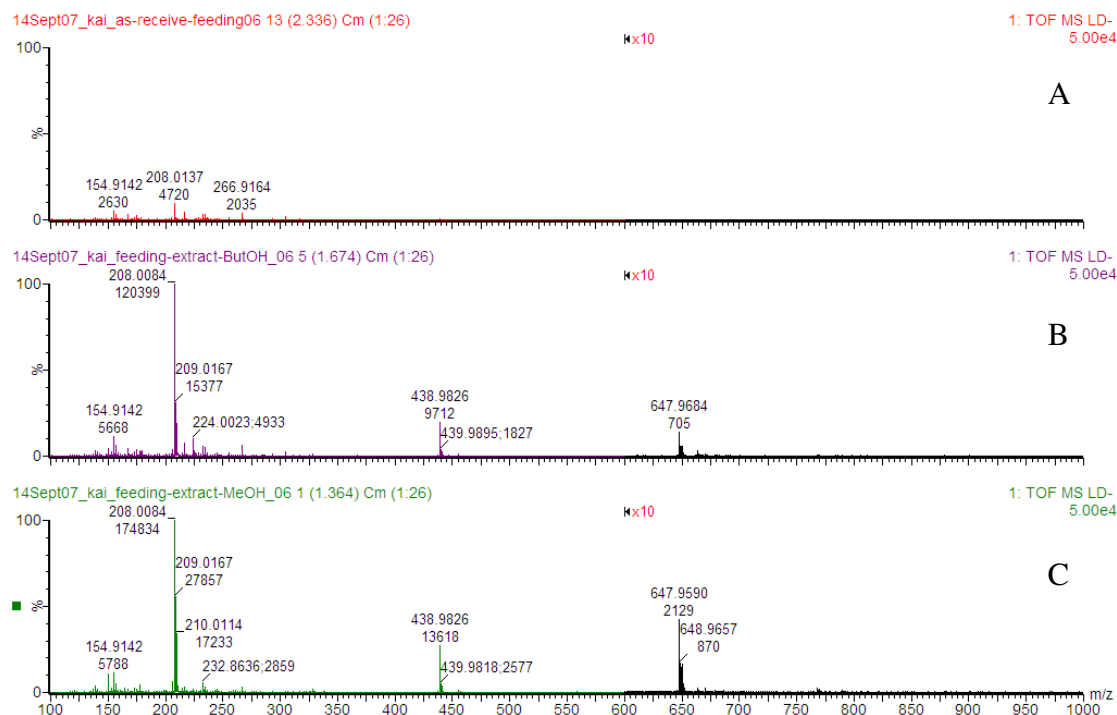 14Sept07_kai_as-receive-feeding06 13 (2.336) Cm (1:26)
1: TOF MS LD-
5.00e4
x10
100
%
0
A
154.9142
2630
208.0137
4720
266.9164
2035
14Sept07_kai_feeding-extract-ButOH_06 5 (1.674) Cm (1:26)
1: TOF MS LD-
5.00e4
x10
100
%
0
B
208.0084
120399
209.0167
15377
154.9142
5668
224.0023;4933
438.9826
9712
439.9895;1827
647.9684
705
14Sept07_kai_feeding-extract-MeOH_06 1 (1.364) Cm (1:26)
1: TOF MS LD-
5.00e4
x10
100
%
0
C
208.0084
174834
209.0167
27857
210.0114
17233
154.9142
5788
232.8636;2859
438.9826
13618
439.9818;2577
647.9590
2129
648.9657
870
m/z
100 150 200 250 300 350 400 450 500 550 600 650 700 750 800 850 900 950 1000